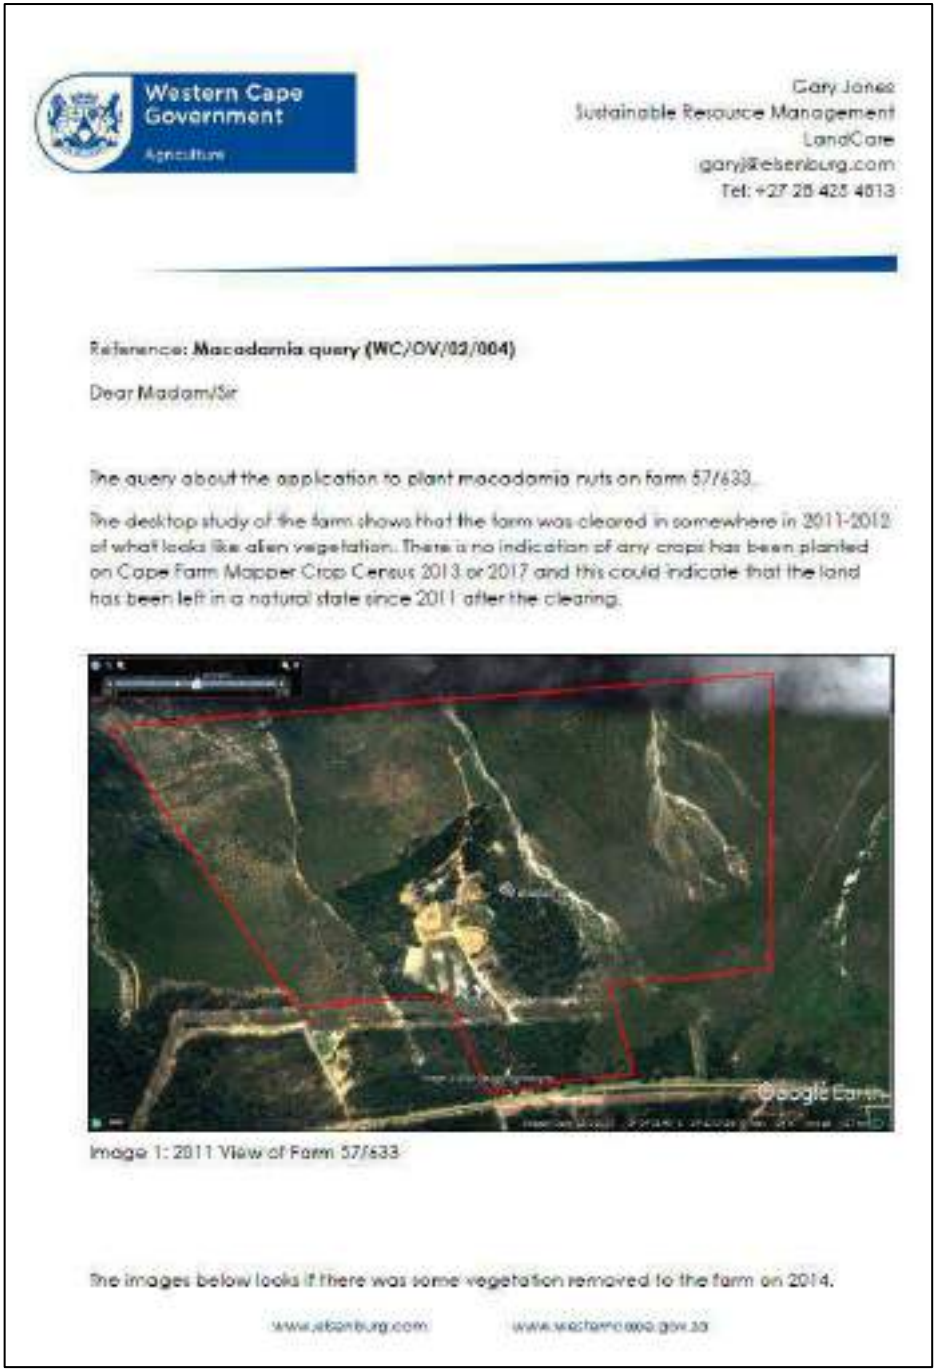 Western Cape
Government
Agriculture
Gary Jones
Sustainable Resource Management
LandCare
garyj@elsenburg.com
Tel: +27 28 425 4813
Reference: Macadamia query (WC/OV/02/004)
Dear Madam/Sir
The query about the application to plant macadamia nuts on farm 57/633.
The desktop study of the farm shows that the farm was cleared in somewhere in 2011-2012
of what looks like alien vegetation. There is no indication of any crops has been planted
on Cape Farm Mapper Crop Census 2013 or 2017 and this could indicate that the land
has been left in a natural state since 2011 after the clearing.
Google Earth
Image 1: 2011 View of Farm 57/633
The images below looks if there was some vegetation removed to the farm on 2014.
www.elsenburg.com www.westerncape.gov.za